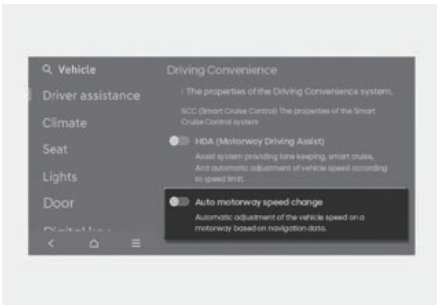 Vehicle
Driver assistance
Climate
Seat
Lights
Door
Digital key
Driving Convenience
The properties of the Driving Convenience system.
SCC (Smart Cruise Control) The properties of the Smart
Cruise Control system
HDA (Motorway Driving Assist)
Assist system providing lane keeping, smart cruise,
And automatic adjustment of vehicle speed according
to speed limit.
Auto motorway speed change
Automatic adjustment of the vehicle speed on a
motorway based on navigation data.